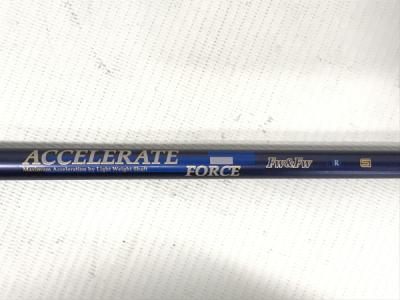 ACCELERATE
Maximum Acceleration by Light Weight Shaft
FORCE
Fw&Fw
R